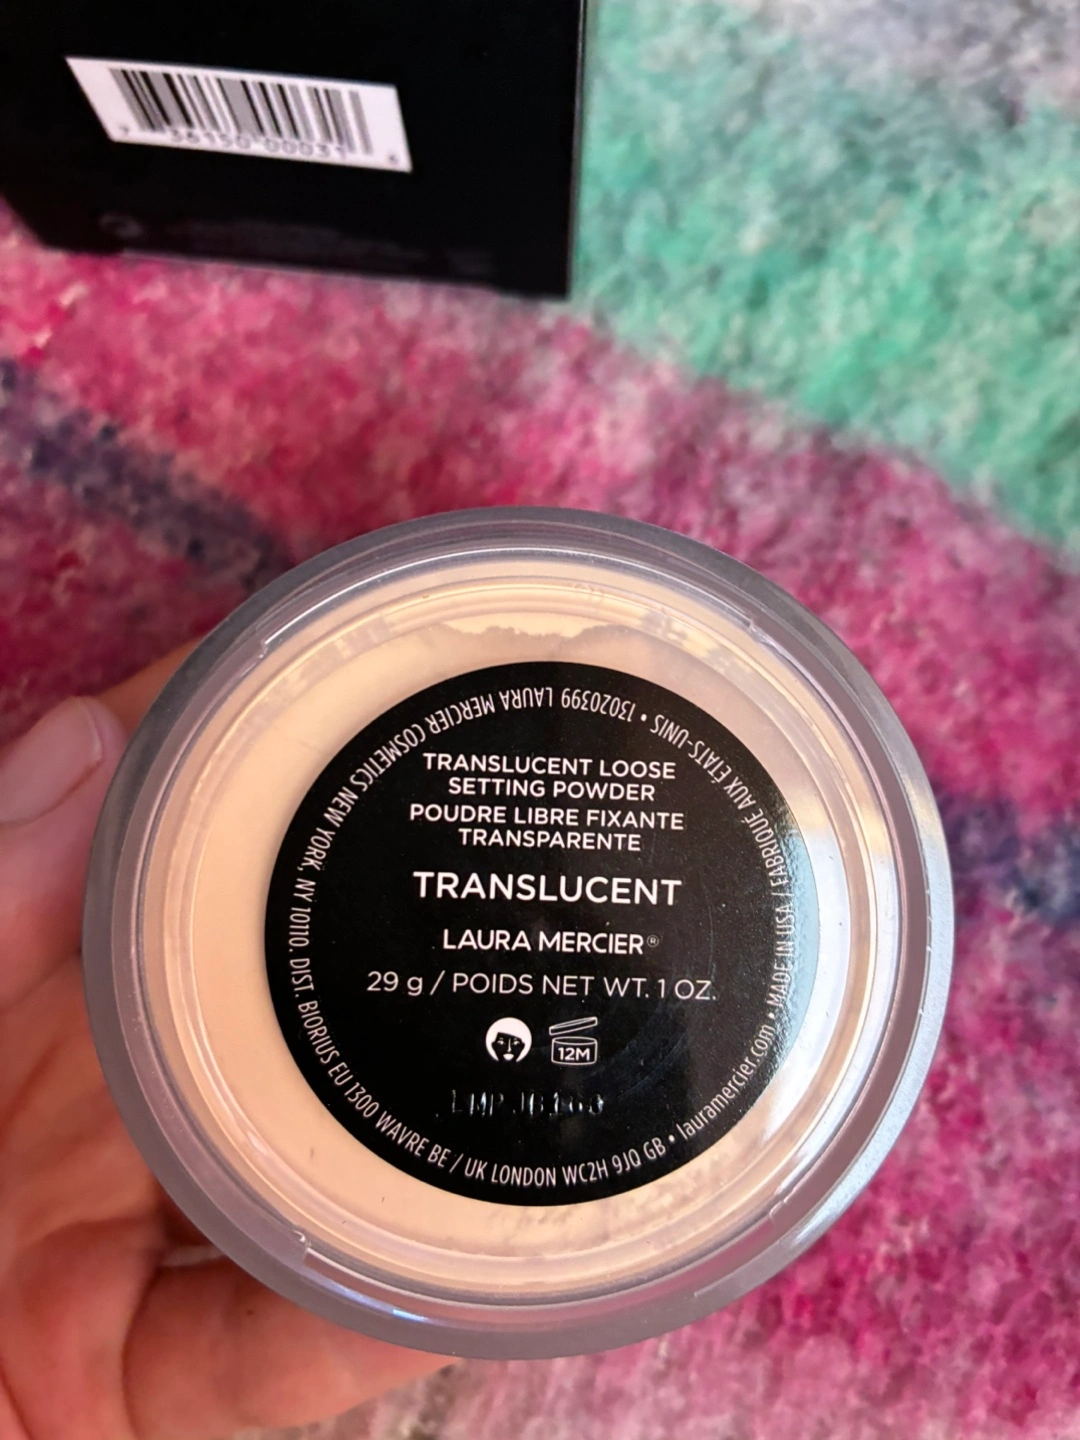 TRANSLUCENT LOOSE
SETTING POWDER
POUDRE LIBRE FIXANTE
TRANSPARENTE
TRANSLUCENT
LAURA MERCIER®
29 g / POIDS NET WT. 1 OZ.
12M
13020399 LAURA MERCIER COSMETICS NEW YORK, NY 10110. DIST. BIORIUS EU 1300 WAVRE BE / UK LONDON WC2H 9JQ GB • lauramercier.com • MADE IN USA / FABRIQUÉ AUX ÉTATS-UNIS •